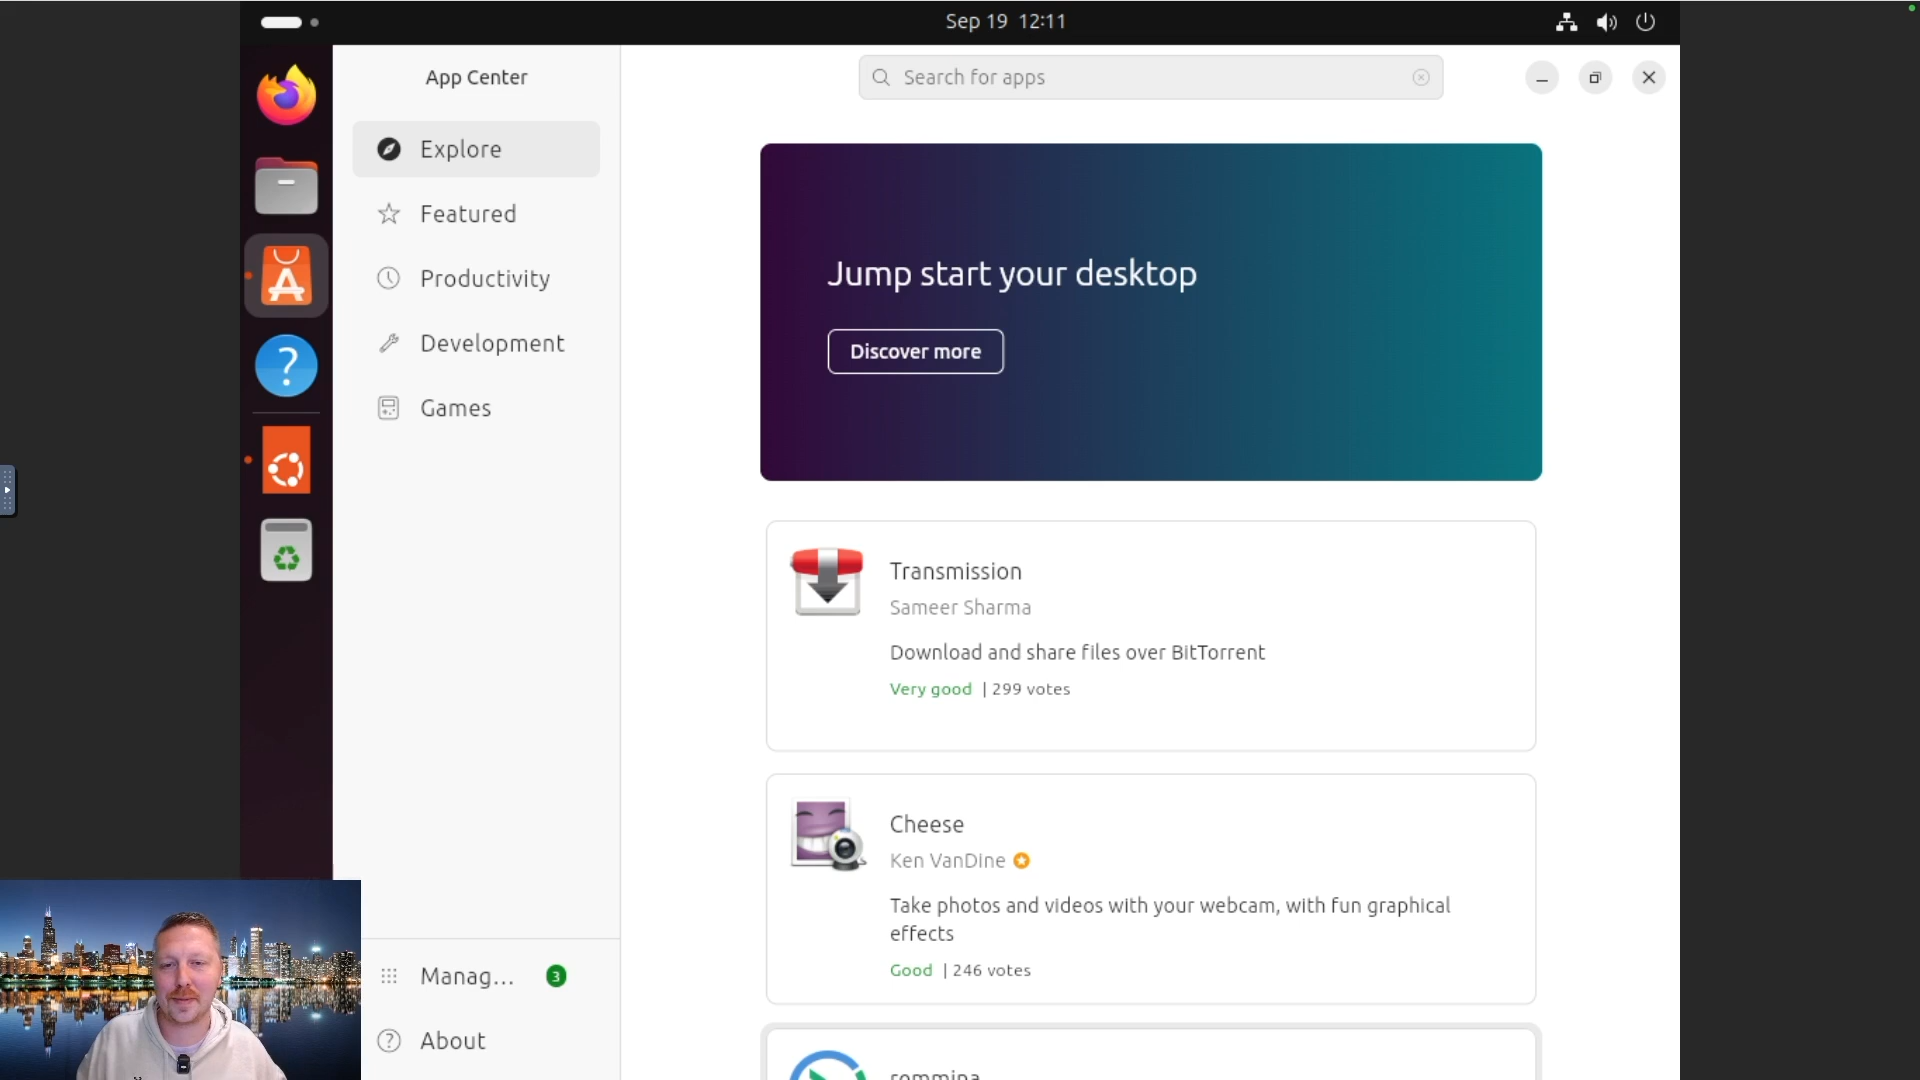 Sep 19 12:11
App Center
Search for apps
Explore
Featured
Productivity
Development
Games
Jump start your desktop
Discover more
Transmission
Sameer Sharma
Download and share files over BitTorrent
Very good | 299 votes
Cheese
Ken VanDine
Take photos and videos with your webcam, with fun graphical
effects
Good | 246 votes
remmina
Manag...
3
About